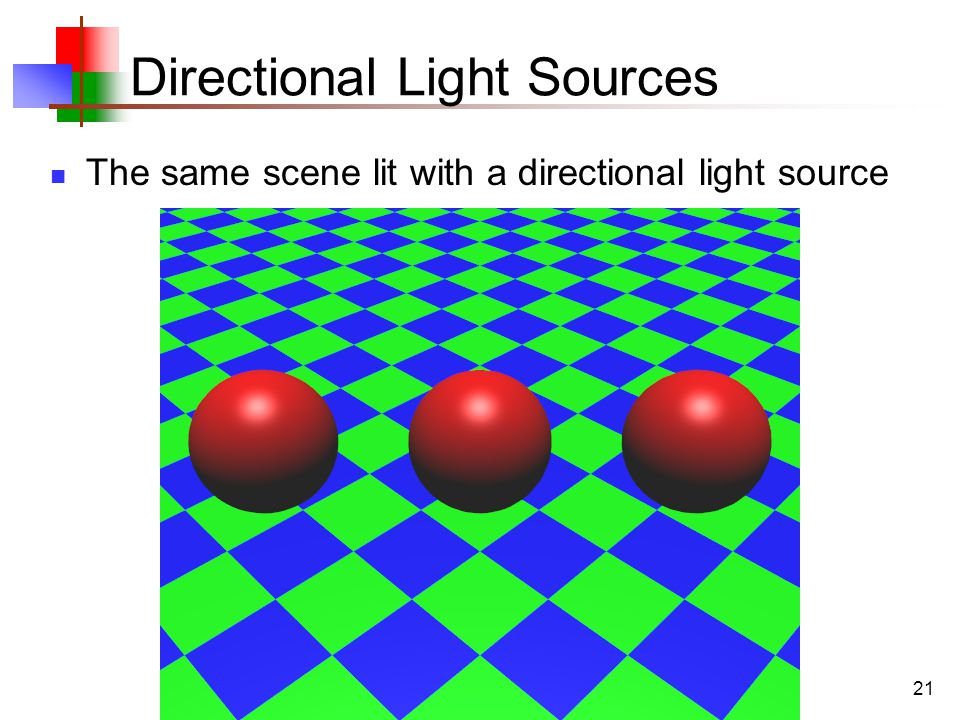 Directional Light Sources
The same scene lit with a directional light source
21